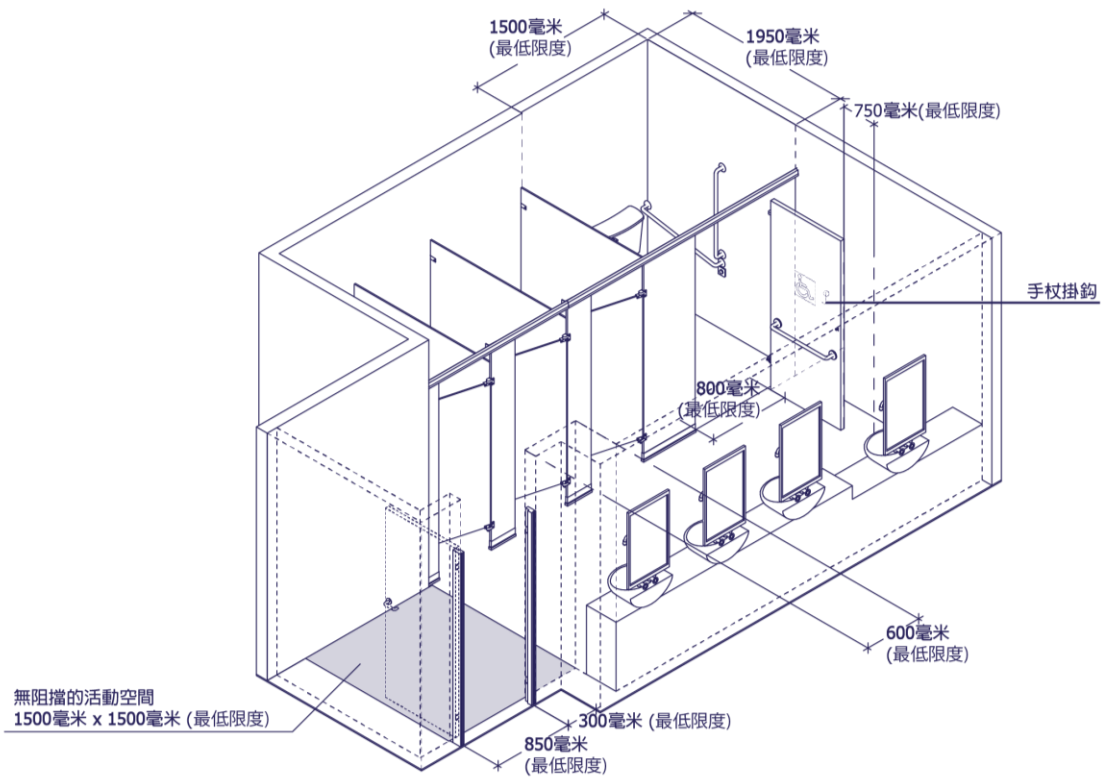 1500毫米
(最低限度)
1950毫米
(最低限度)
750毫米(最低限度)
手杖掛鈎
800毫米
(最低限度)
600毫米
(最低限度)
無阻擋的活動空間
1500毫米 x 1500毫米 (最低限度)
300毫米 (最低限度)
850毫米
(最低限度)